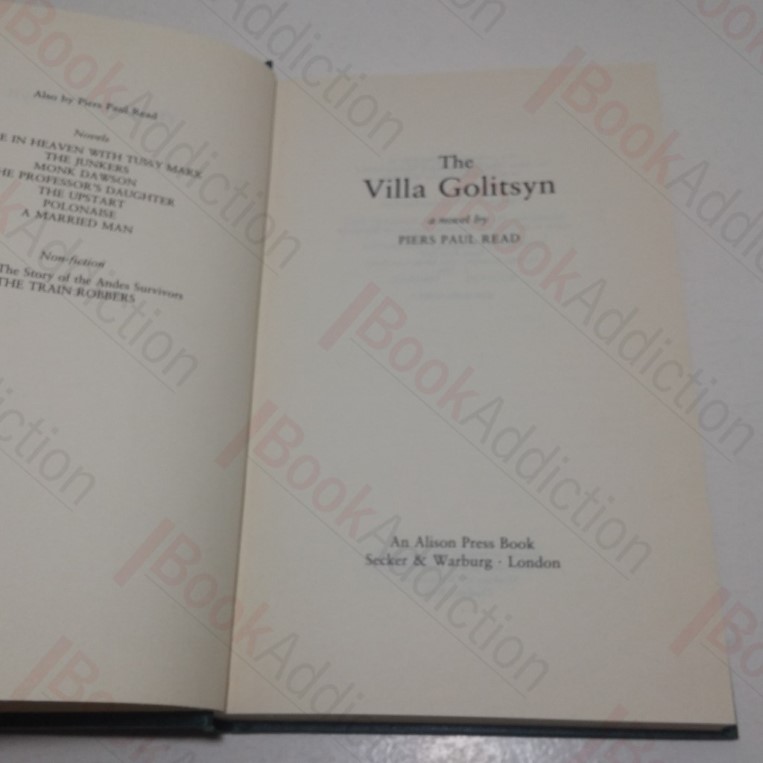 Also by Piers Paul Read
Novels
E IN HEAVEN WITH TUSSY MARX
THE JUNKERS
MONK DAWSON
HE PROFESSOR'S DAUGHTER
THE UPSTART
POLONAISE
A MARRIED MAN
Non-fiction
The Story of the Andes Survivors
THE TRAIN ROBBERS
The
Villa Golitsyn
a novel by
PIERS PAUL READ
An Alison Press Book
Secker & Warburg · London
BookAddiction